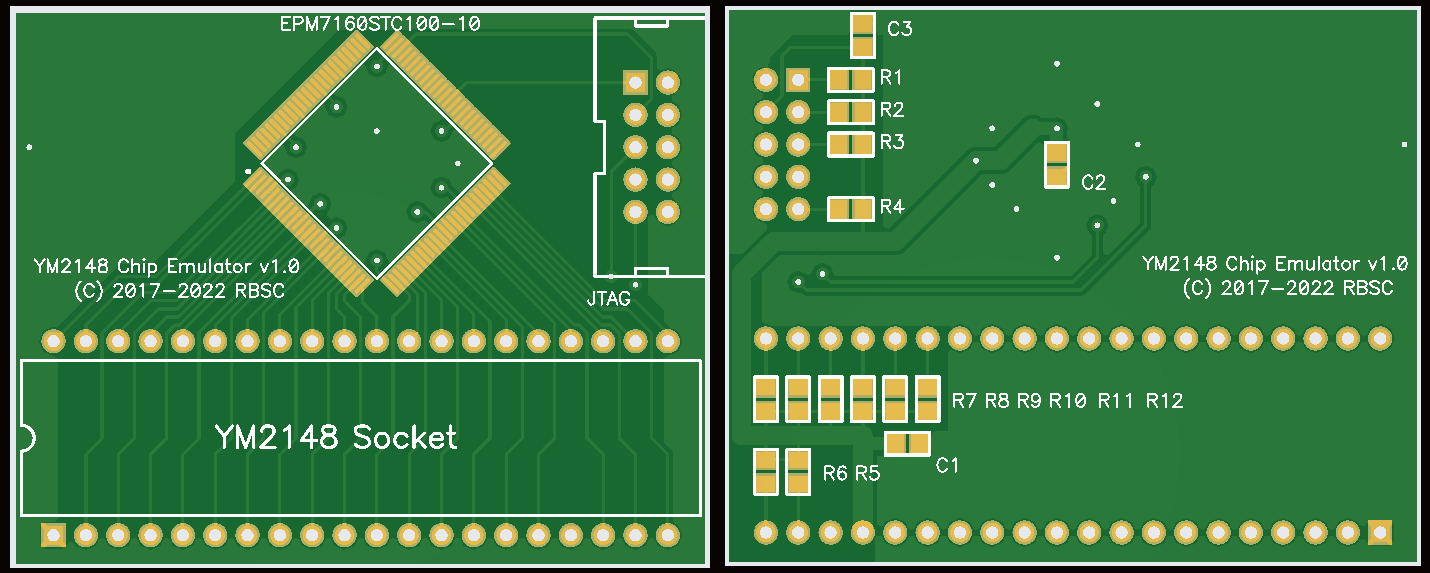 EPM7160STC100-10
YM2148 Chip Emulator v1.0
(C) 2017-2022 RBSC
JTAG
YM2148 Socket
C3
R1
R2
R3
C2
R4
YM2148 Chip Emulator v1.0
(C) 2017-2022 RBSC
R7 R8 R9 R10 R11 R12
C1
R6 R5